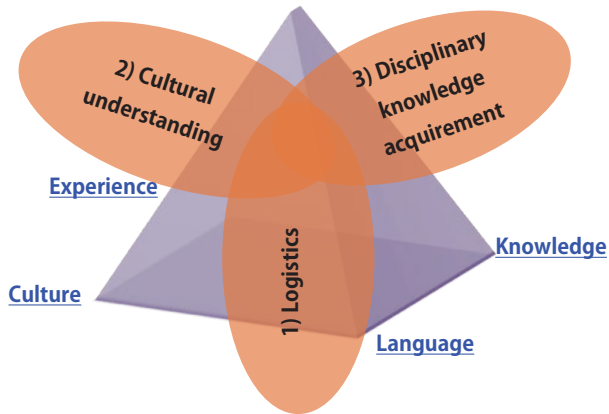 2) Cultural
understanding
3) Disciplinary
knowledge
acquirement
Experience
1) Logistics
Knowledge
Culture
Language